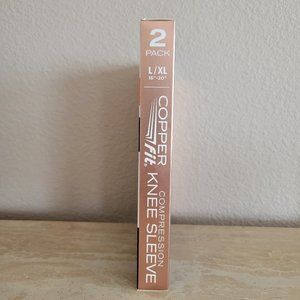 2
PACK
L/XL
16"-20"
COPPER
Fit®
COMPRESSION
KNEE SLEEVE